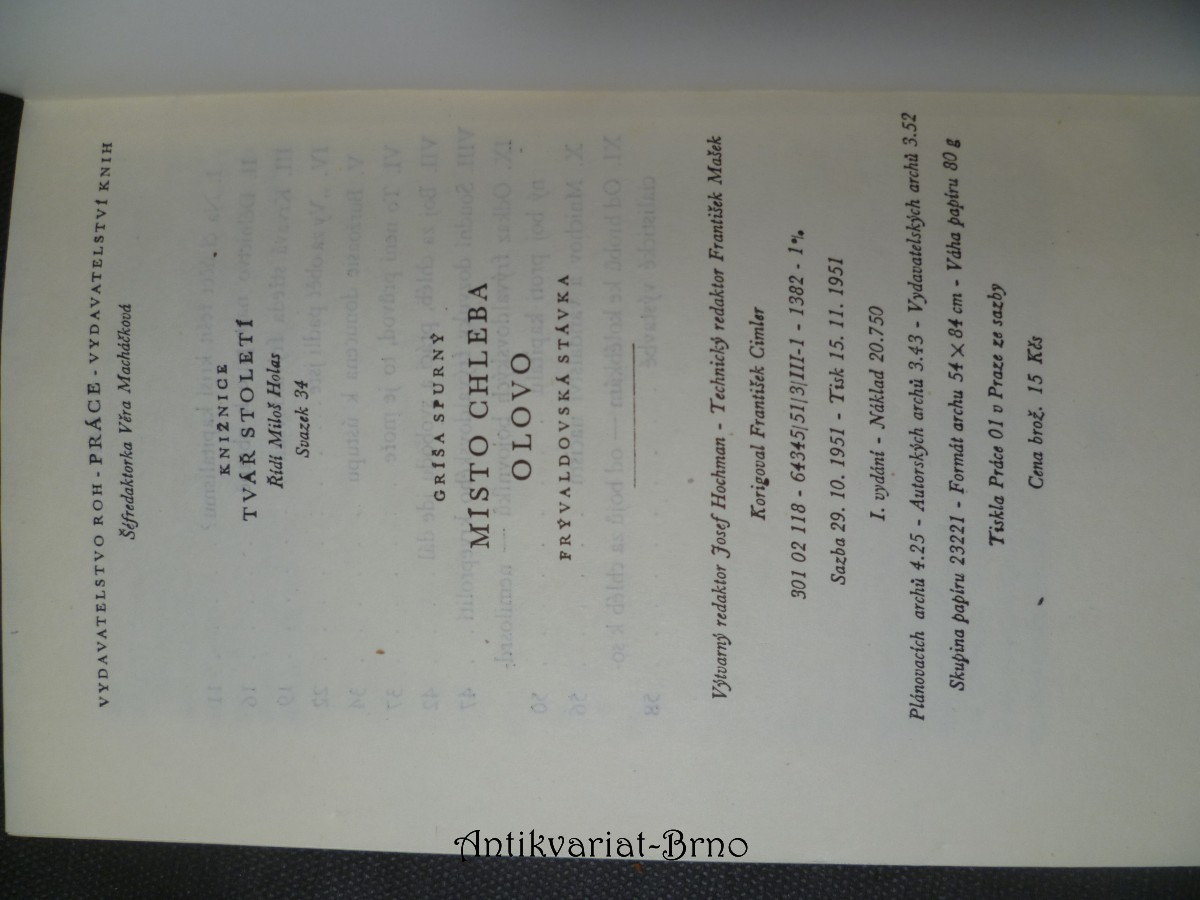 VYDAVATELSTVO ROH - PRÁCE - VYDAVATELSTVÍ KNIH
Šéfredaktorka Věra Macháčková
KNIŽNICE
TVÁŘ STOLETÍ
Řídí Miloš Holas
Svazek 34
GRIŠA SPURNÝ
MÍSTO CHLEBA
OLOVO
FRÝVALDOVSKÁ STÁVKA
Výtvarný redaktor Josef Hochman - Technický redaktor František Mašek
Korigoval František Cimler
301 02 118 - 64345/51/3/III-1 - 1382 - 1%
Sazba 29. 10. 1951 - Tisk 15. 11. 1951
I. vydání - Náklad 20.750
Plánovacích archů 4.25 - Autorských archů 3.43 - Vydavatelských archů 3.52
Skupina papíru 23221 - Formát archu 54 × 84 cm - Váha papíru 80 g
Tiskla Práce 01 v Praze ze sazby
Cena brož. 15 Kčs
Antikvariat-Brno